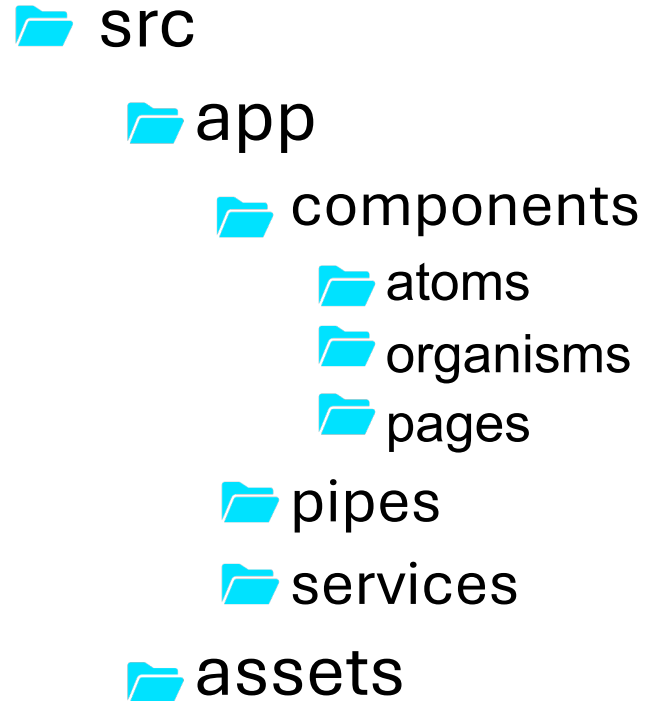 src
app
components
atoms
organisms
pages
pipes
services
assets